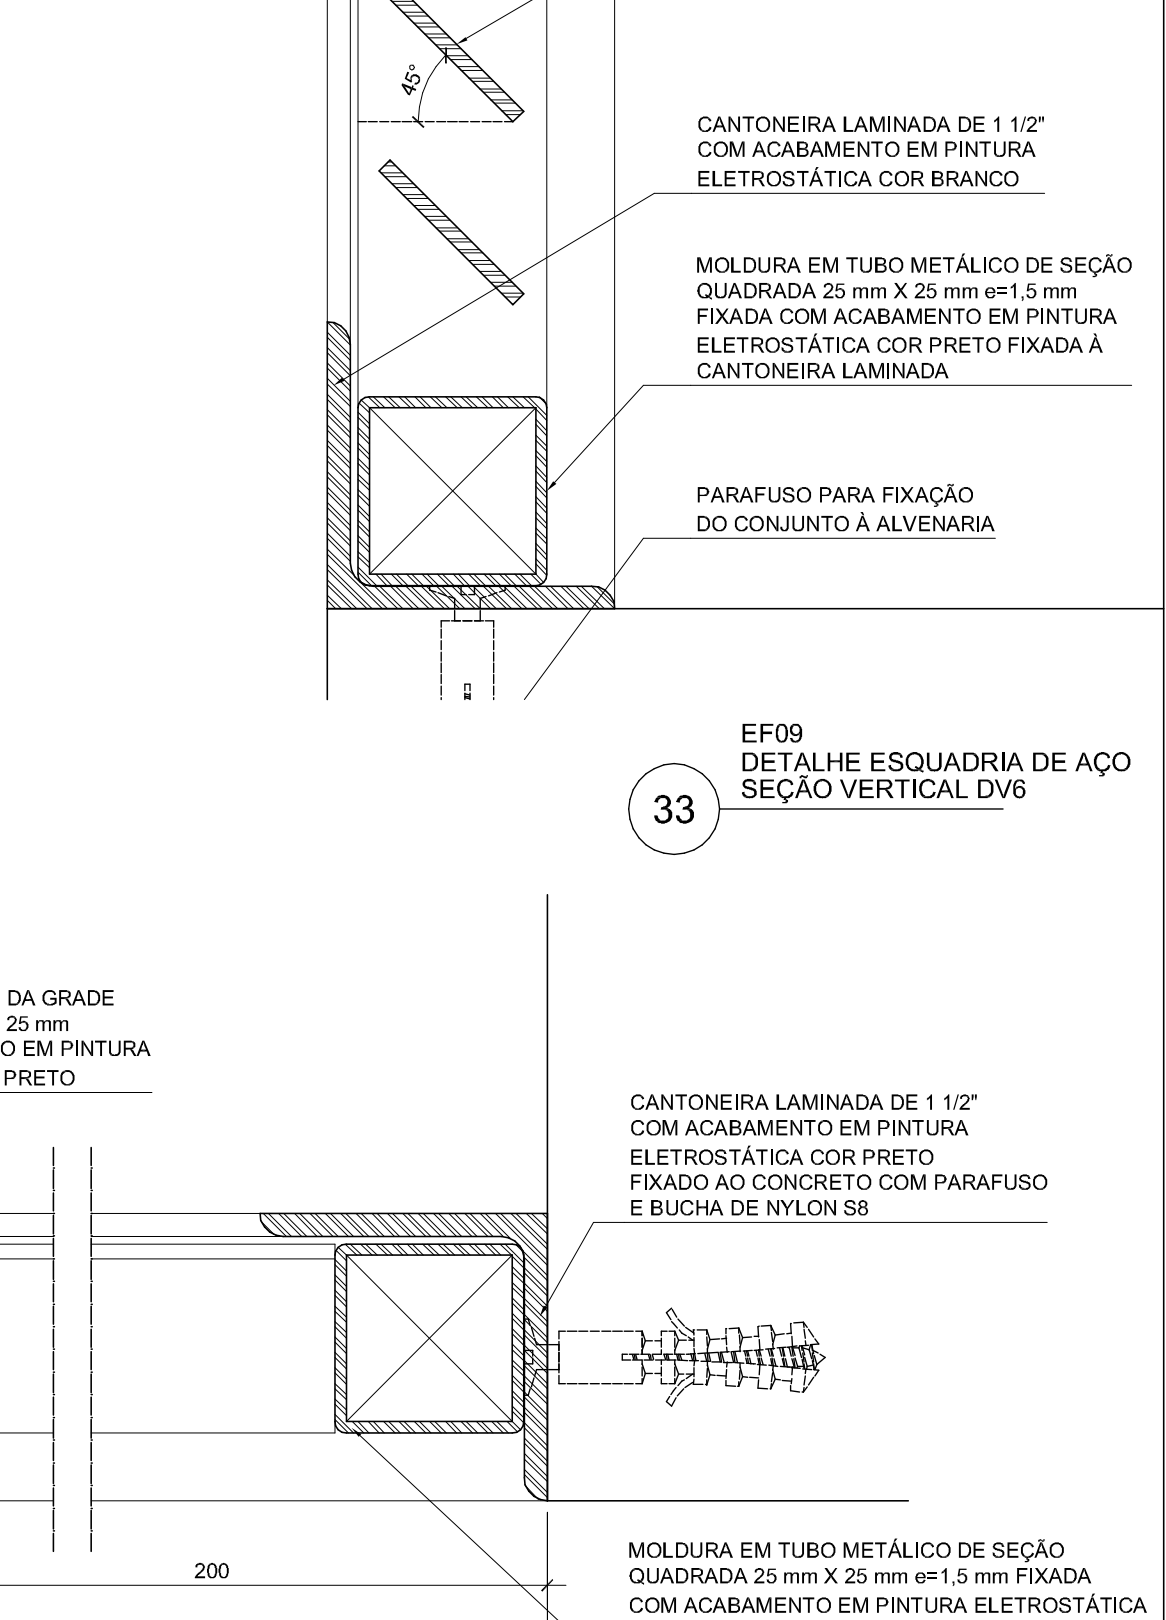 45°
CANTONEIRA LAMINADA DE 1 1/2"
COM ACABAMENTO EM PINTURA
ELETROSTÁTICA COR BRANCO
MOLDURA EM TUBO METÁLICO DE SEÇÃO
QUADRADA 25 mm X 25 mm e=1,5 mm
FIXADA COM ACABAMENTO EM PINTURA
ELETROSTÁTICA COR PRETO FIXADA À
CANTONEIRA LAMINADA
PARAFUSO PARA FIXAÇÃO
DO CONJUNTO À ALVENARIA
EF09
DETALHE ESQUADRIA DE AÇO
SEÇÃO VERTICAL DV6
33
DA GRADE
25 mm
O EM PINTURA
PRETO
CANTONEIRA LAMINADA DE 1 1/2"
COM ACABAMENTO EM PINTURA
ELETROSTÁTICA COR PRETO
FIXADO AO CONCRETO COM PARAFUSO
E BUCHA DE NYLON S8
200
MOLDURA EM TUBO METÁLICO DE SEÇÃO
QUADRADA 25 mm X 25 mm e=1,5 mm FIXADA
COM ACABAMENTO EM PINTURA ELETROSTÁTICA